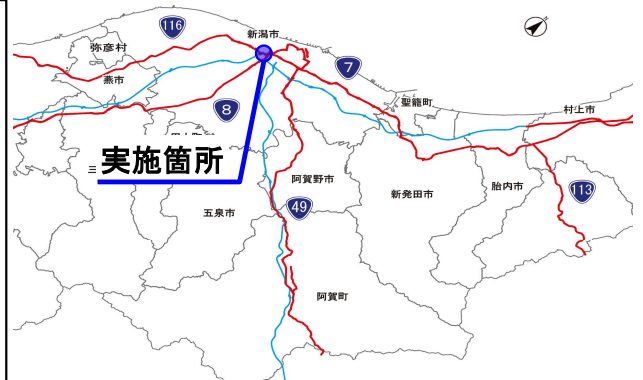 116
新潟市
弥彦村
7
燕市
8
聖籠町
村上市
三
実施箇所
阿賀野市
新発田市
胎内市
113
五泉市
49
阿賀町